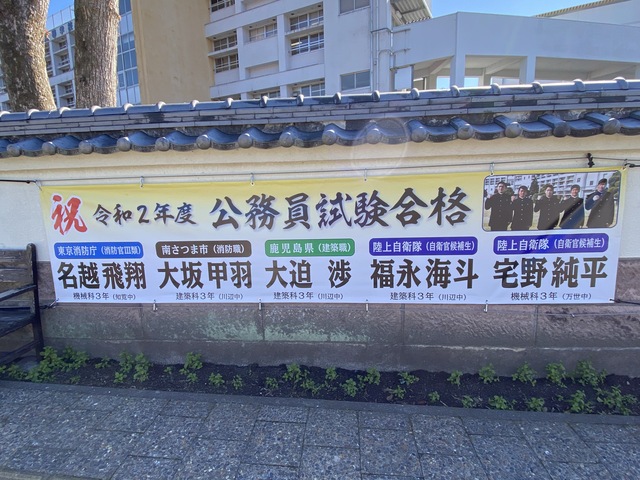 祝 令和2年度 公務員試験合格
東京消防庁（消防官Ⅲ類）
名越飛翔
機械科3年（知覧中）
南さつま市（消防職）
大坂甲羽
建築科3年（川辺中）
鹿児島県（建築職）
大迫 渉
建築科3年（川辺中）
陸上自衛隊（自衛官候補生）
福永海斗
建築科3年（川辺中）
陸上自衛隊（自衛官候補生）
宅野純平
機械科3年（万世中）